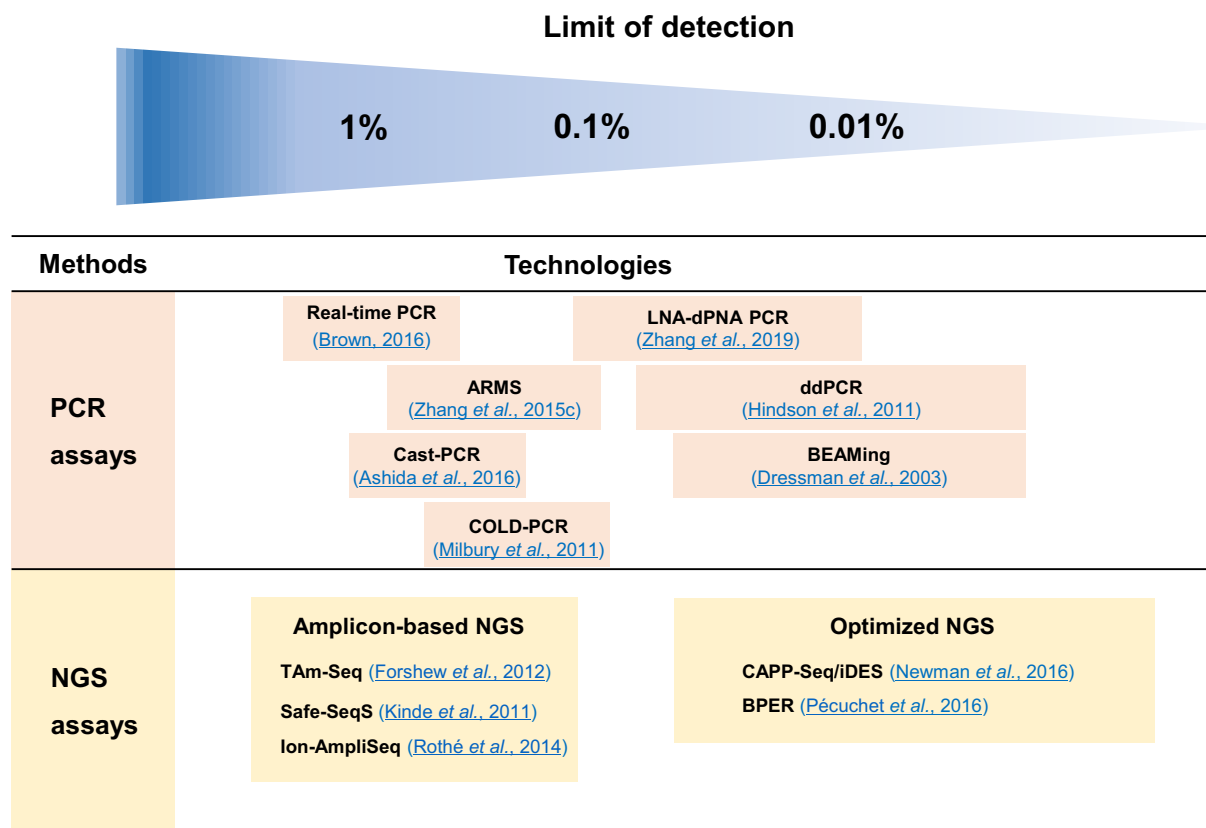 Limit of detection
1% 0.1% 0.01%
Methods Technologies
PCR
assays
Real-time PCR
(Brown, 2016)
LNA-dPNA PCR
(Zhang et al., 2019)
ARMS
(Zhang et al., 2015c)
ddPCR
(Hindson et al., 2011)
Cast-PCR
(Ashida et al., 2016)
BEAMing
(Dressman et al., 2003)
COLD-PCR
(Milbury et al., 2011)
NGS
assays
Amplicon-based NGS
TAm-Seq (Forshew et al., 2012)
Safe-SeqS (Kinde et al., 2011)
Ion-AmpliSeq (Rothé et al., 2014)
Optimized NGS
CAPP-Seq/iDES (Newman et al., 2016)
BPER (Pécuchet et al., 2016)